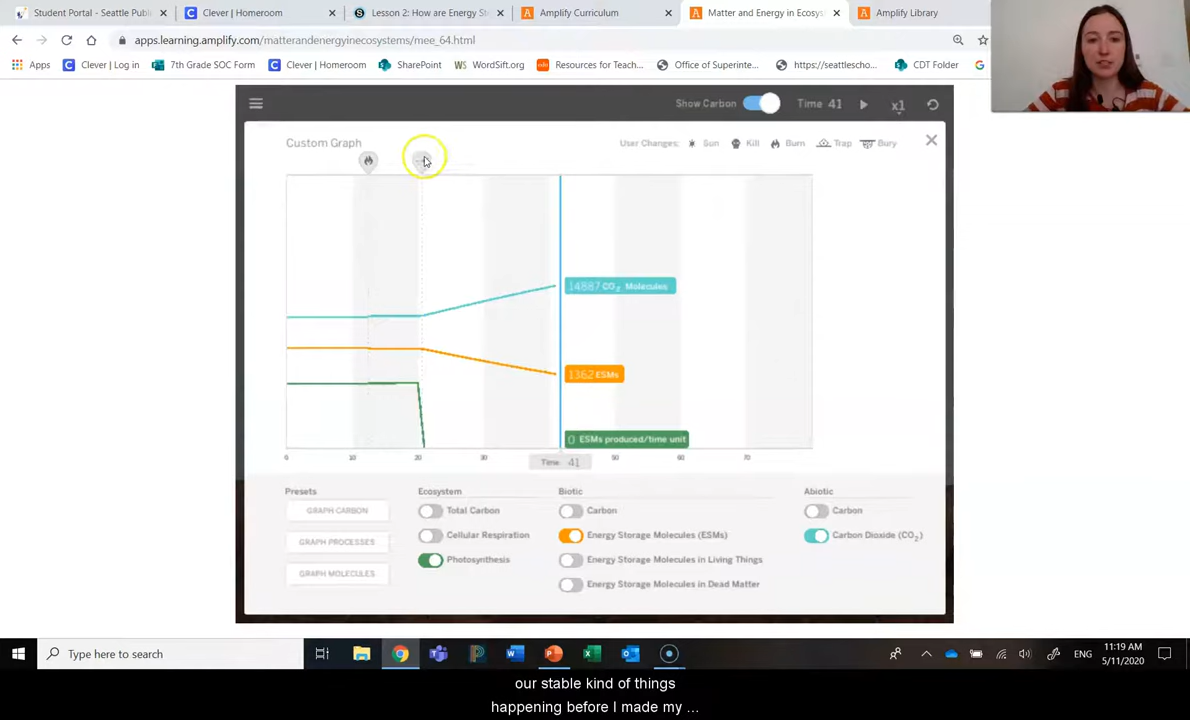 Student Portal - Seattle Publi
Clever | Homeroom
Lesson 2: How are Energy St
Amplify Curriculum
Matter and Energy in Ecosys
Amplify Library
apps.learning.amplify.com/matterandenergyinecosystems/mee_64.html
Apps
Clever | Log in
7th Grade SOC Form
Clever | Homeroom
SharePoint
WS WordSift.org
Resources for Teac...
Office of Superinte...
https://seattlescho...
CDT Folder
Show Carbon
Time 41
x1
Custom Graph
User Changes: Sun Kill Burn Trap Bury
14887 CO₂ Molecules
1362 ESMs
0 ESMs produced/time unit
0 10 20 30 50 60 70
Time 41
Presets
Ecosystem
Biotic
Abiotic
GRAPH CARBON
Total Carbon
Carbon
Carbon
GRAPH PROCESSES
Cellular Respiration
Energy Storage Molecules (ESMs)
Carbon Dioxide (CO₂)
Photosynthesis
Energy Storage Molecules in Living Things
GRAPH MOLECULES
Energy Storage Molecules in Dead Matter
Type here to search
ENG
11:19 AM
5/11/2020
our stable kind of things
happening before I made my ...